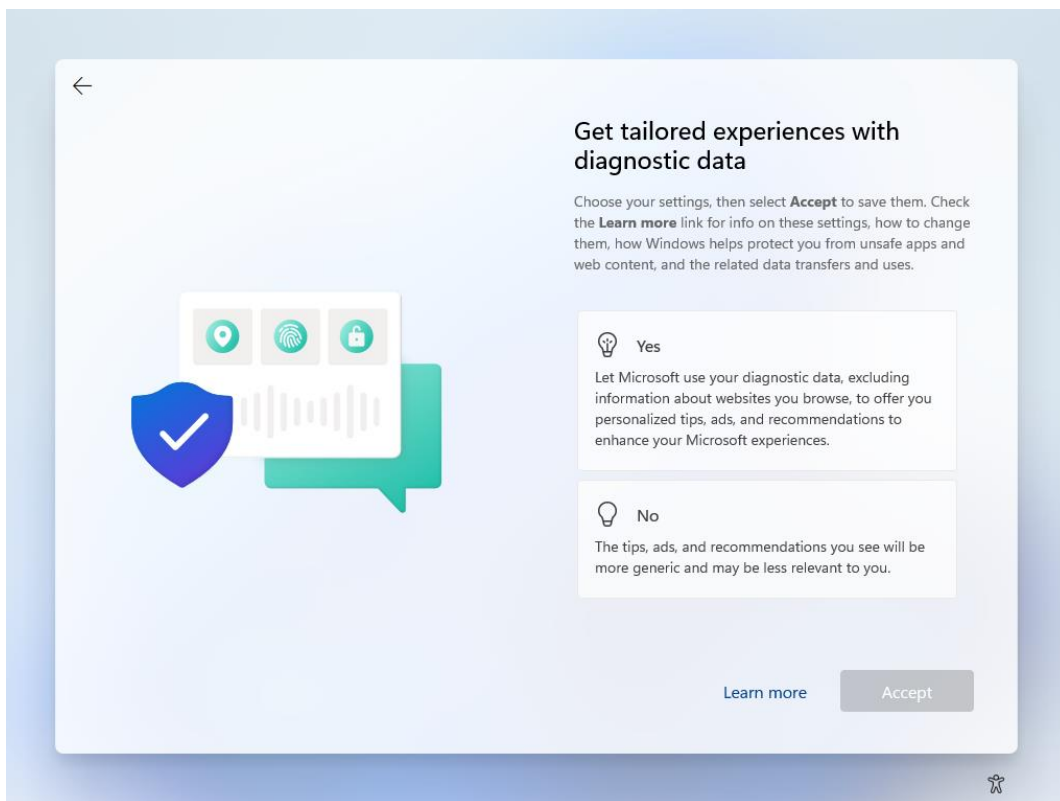 Get tailored experiences with
diagnostic data
Choose your settings, then select Accept to save them. Check
the Learn more link for info on these settings, how to change
them, how Windows helps protect you from unsafe apps and
web content, and the related data transfers and uses.
Yes
Let Microsoft use your diagnostic data, excluding
information about websites you browse, to offer you
personalized tips, ads, and recommendations to
enhance your Microsoft experiences.
No
The tips, ads, and recommendations you see will be
more generic and may be less relevant to you.
Learn more
Accept